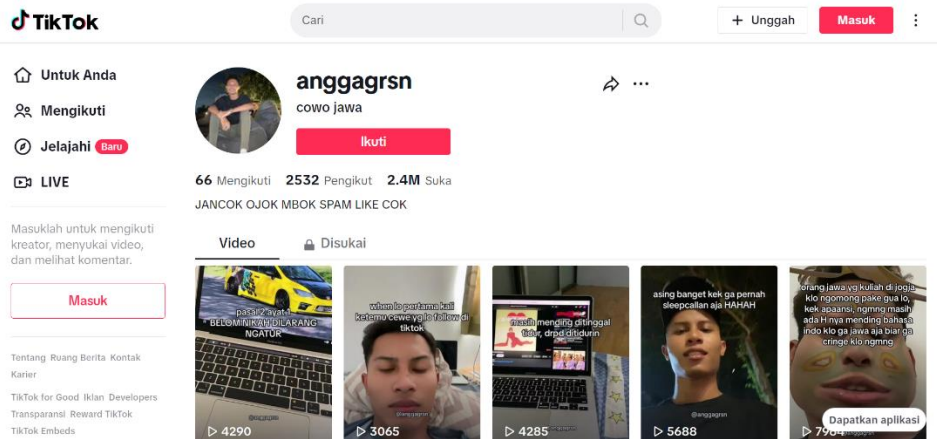 TikTok
Cari
+ Unggah
Masuk
Untuk Anda
Mengikuti
Jelajahi Baru
LIVE
Masuklah untuk mengikuti
kreator, menyukai video,
dan melihat komentar.
Masuk
Tentang Ruang Berita Kontak
Karier
TikTok for Good Iklan Developers
Transparansi Reward TikTok
TikTok Embeds
anggagrsn
cowo jawa
Ikuti
66 Mengikuti 2532 Pengikut 2.4M Suka
JANCOK OJOK MBOK SPAM LIKE COK
Video
Disukai
pasal 2 ayat 1
BELOM NIKAH DILARANG
NGATUR
4290
when lo pertama kali
ketemu cewe yg lo follow di
tiktok
@anggagrsn
3065
masih mending ditinggal
tidur, drpd ditidurin
4285
asing banget kek ga pernah
sleepcallan aja HAHAH
@anggagrsn
5688
orang jawa yg kuliah di jogja
klo ngomong pake gua lo,
kek apaansi, ngmng masih
ada H nya mending bahasa
indo klo ga jawa aja biar ga
cringe klo ngmng
Dapatkan aplikasi